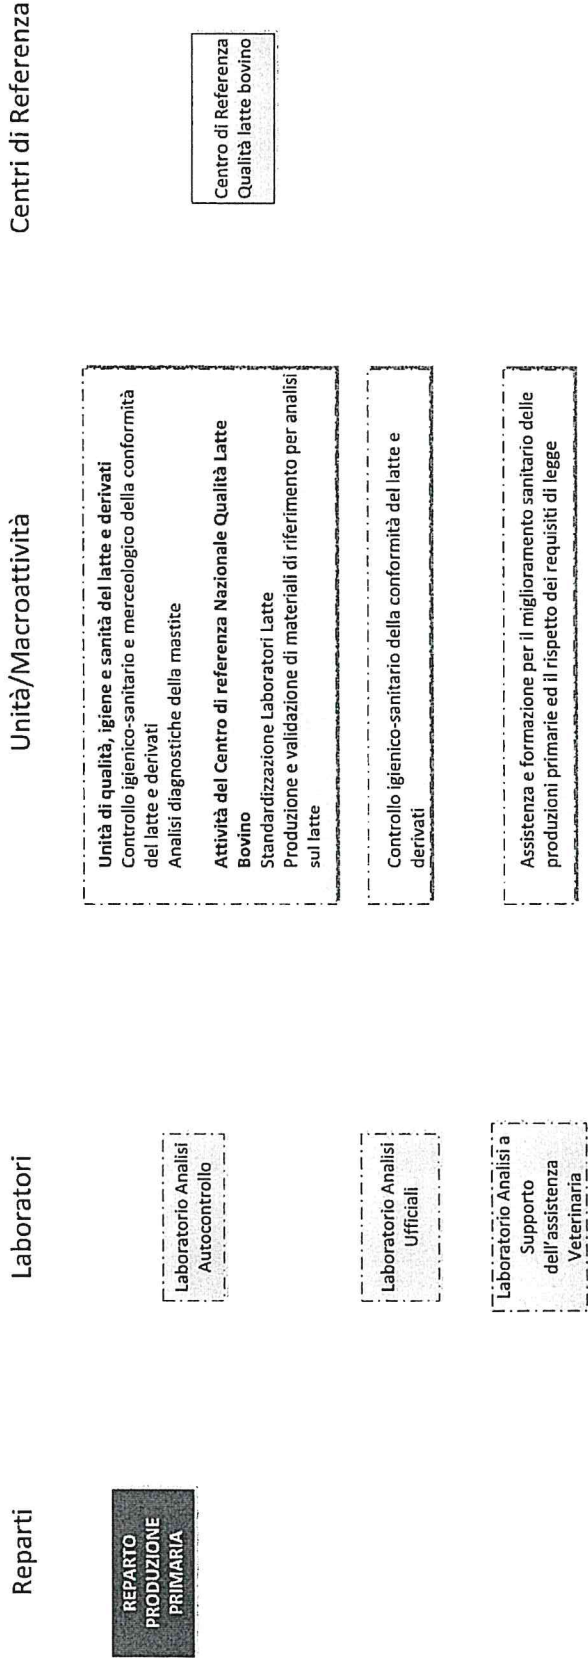 Reparti
Laboratori
Unità/Macroattività
Centri di Referenza
REPARTO
PRODUZIONE
PRIMARIA
Laboratorio Analisi
Autocontrollo
Unità di qualità, igiene e sanità del latte e derivati
Controllo igienico-sanitario e merceologico della conformità
del latte e derivati
Analisi diagnostiche della mastite
Attività del Centro di referenza Nazionale Qualità Latte
Bovino
Standardizzazione Laboratori Latte
Produzione e validazione di materiali di riferimento per analisi
sul latte
Centro di Referenza
Qualità latte bovino
Laboratorio Analisi
Ufficiali
Controllo igienico-sanitario della conformità del latte e
derivati
Laboratorio Analisi a
Supporto
dell'assistenza
Veterinaria
Assistenza e formazione per il miglioramento sanitario delle
produzioni primarie ed il rispetto dei requisiti di legge